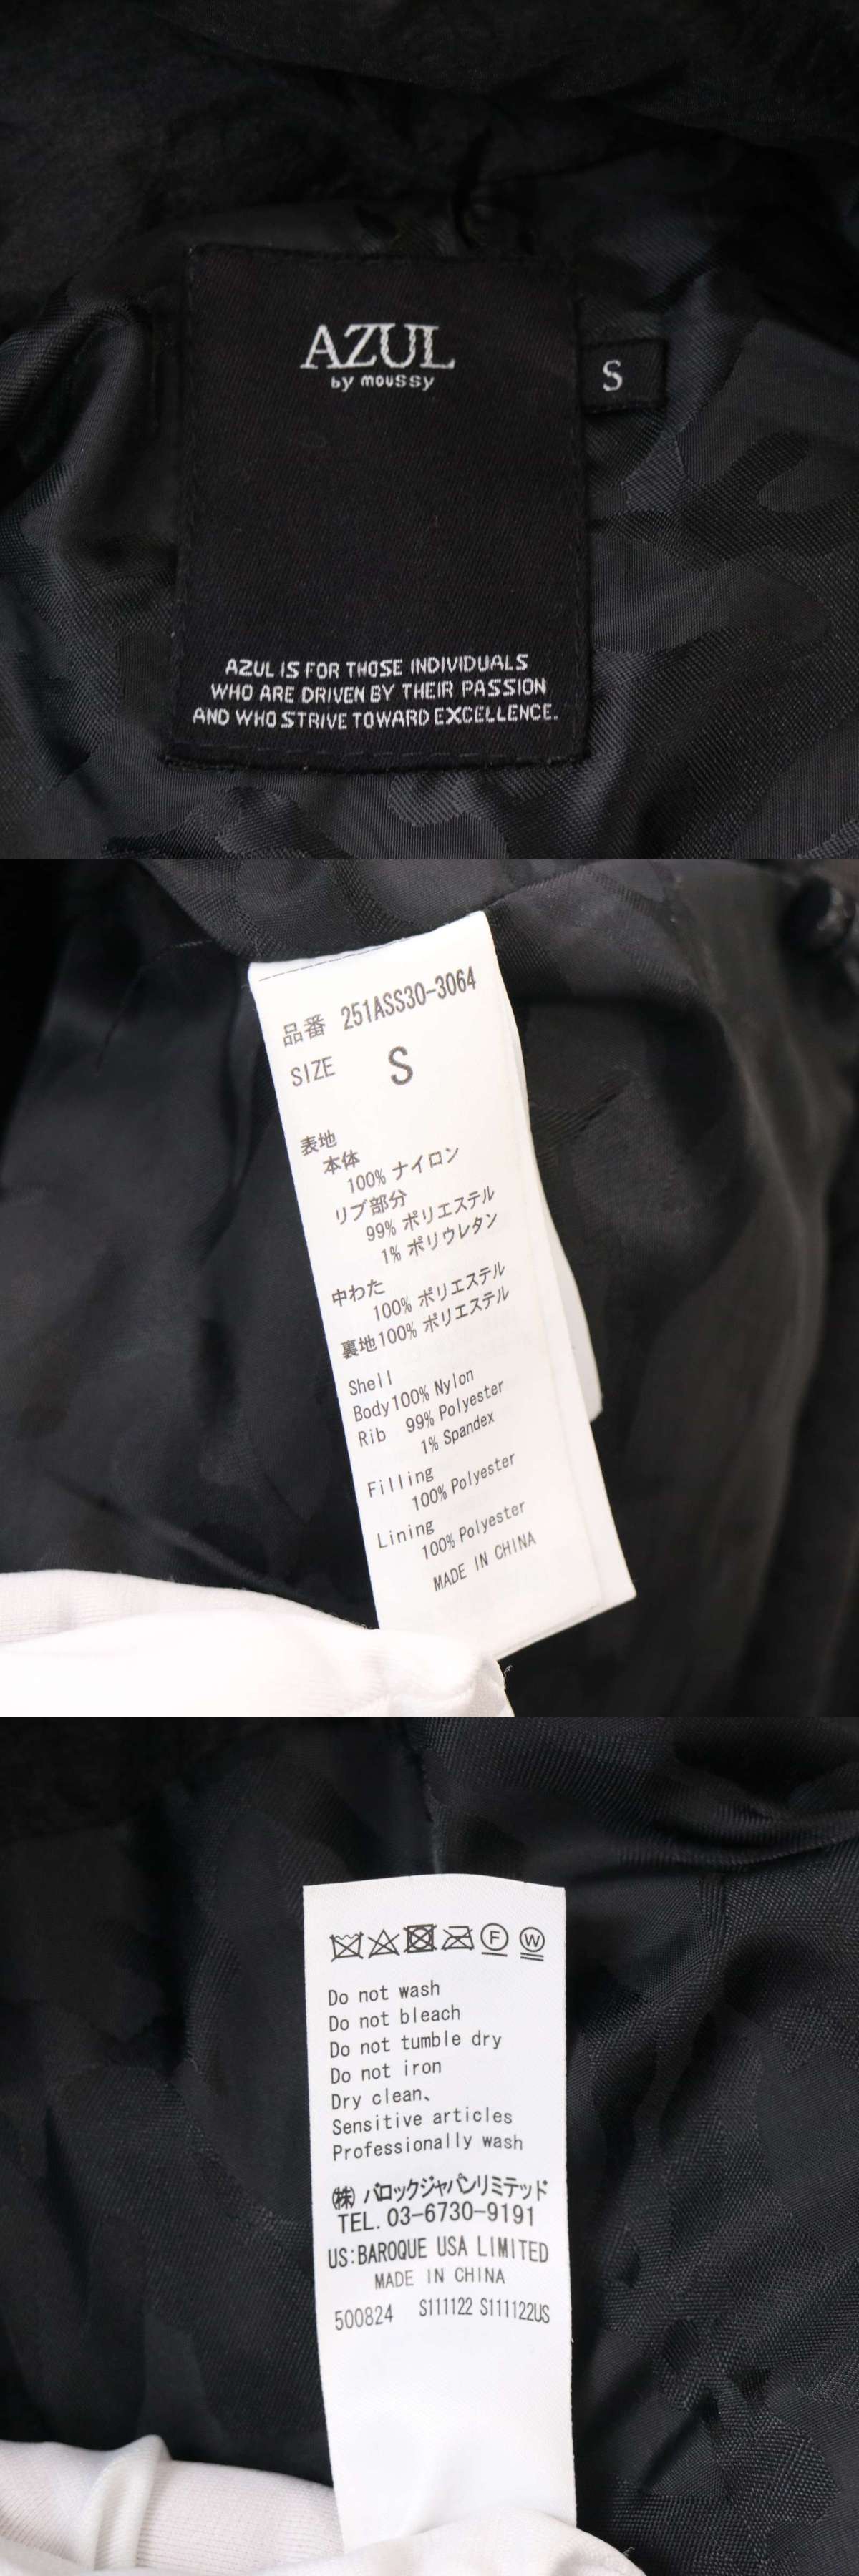 AZUL
by moussy
S
AZUL IS FOR THOSE INDIVIDUALS
WHO ARE DRIVEN BY THEIR PASSION
AND WHO STRIVE TOWARD EXCELLENCE.
品番 251ASS30-3064
SIZE S
表地
本体
100% ナイロン
リブ部分
99% ポリエステル
1% ポリウレタン
中わた
100% ポリエステル
裏地100% ポリエステル
Shell
Body100% Nylon
Rib 99% Polyester
1% Spandex
Filling
100% Polyester
Lining
100% Polyester
MADE IN CHINA
F W
Do not wash
Do not bleach
Do not tumble dry
Do not iron
Dry clean、
Sensitive articles
Professionally wash
㈱ バロックジャパンリミテッド
TEL. 03-6730-9191
US:BAROQUE USA LIMITED
MADE IN CHINA
500824 S111122 S111122US